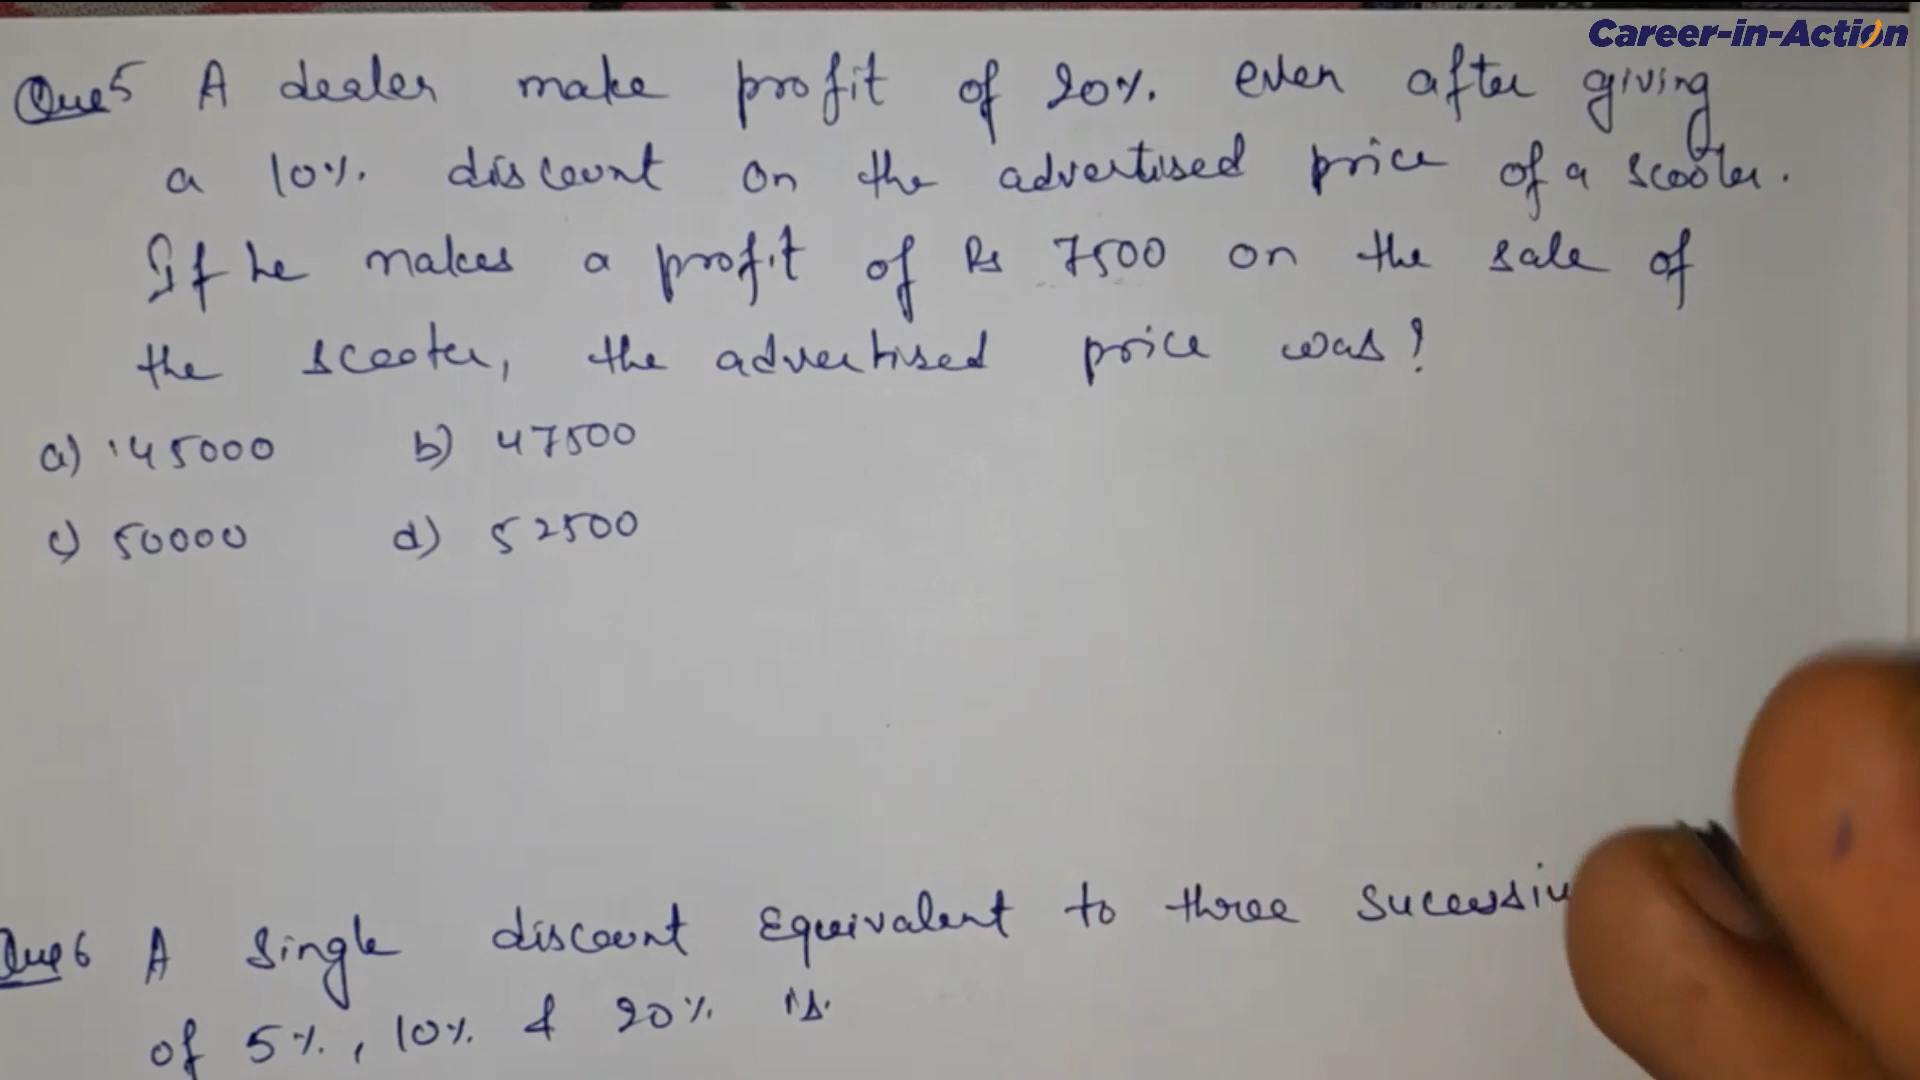 Career-in-Action
Que5 A dealer make profit of 20%. even after giving
a 10%. discount on the advertised price of a scooter.
If he makes a profit of Rs 7500 on the sale of
the scooter, the advertised price was?
a) 45000 b) 47500
c) 50000 d) 52500
Que6 A Single discount Equivalent to three
of 5%, 10% & 20% is.